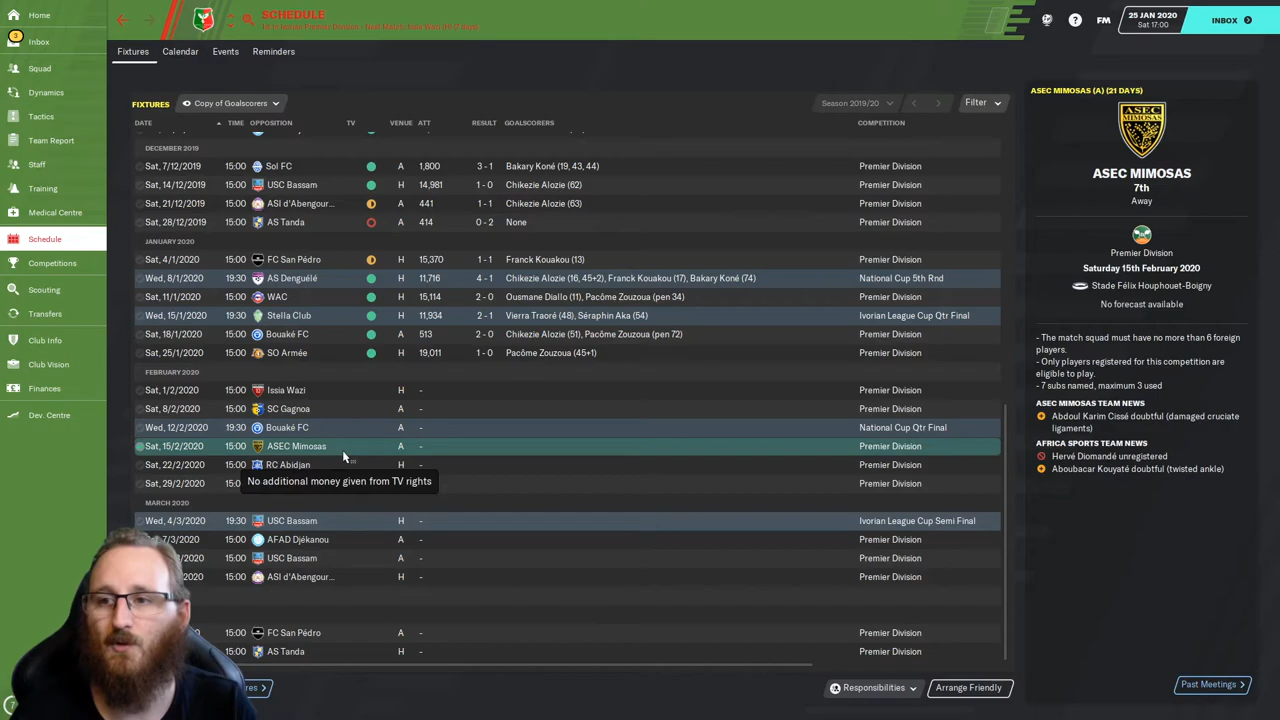 Home
SCHEDULE
25 JAN 2020
Sat 17:00
INBOX
FM
3
Inbox
Squad
Dynamics
Tactics
Team Report
Staff
Training
Medical Centre
Schedule
Competitions
Scouting
Transfers
Club Info
Club Vision
Finances
Dev. Centre
Fixtures Calendar Events Reminders
FIXTURES Copy of Goalscorers Season 2019/20 Filter
DATE TIME OPPOSITION TV VENUE ATT RESULT GOALSCORERS COMPETITION
DECEMBER 2019
Sat, 7/12/2019 15:00 Sol FC A 1,800 3 - 1 Bakary Koné (19, 43, 44) Premier Division
Sat, 14/12/2019 15:00 USC Bassam H 14,981 1 - 0 Chikezie Alozie (62) Premier Division
Sat, 21/12/2019 15:00 ASI d'Abengour... A 441 1 - 1 Chikezie Alozie (63) Premier Division
Sat, 28/12/2019 15:00 AS Tanda A 414 0 - 2 None Premier Division
JANUARY 2020
Sat, 4/1/2020 15:00 FC San Pédro H 15,370 1 - 1 Franck Kouakou (13) Premier Division
Wed, 8/1/2020 19:30 AS Denguélé H 11,716 4 - 1 Chikezie Alozie (16, 45+2), Franck Kouakou (17), Bakary Koné (74) National Cup 5th Rnd
Sat, 11/1/2020 15:00 WAC H 15,114 2 - 0 Ousmane Diallo (11), Pacôme Zouzoua (pen 34) Premier Division
Wed, 15/1/2020 19:30 Stella Club H 11,934 2 - 1 Vierra Traoré (48), Séraphin Aka (54) Ivorian League Cup Qtr Final
Sat, 18/1/2020 15:00 Bouaké FC A 513 2 - 0 Chikezie Alozie (51), Pacôme Zouzoua (pen 72) Premier Division
Sat, 25/1/2020 15:00 SO Armée H 19,011 1 - 0 Pacôme Zouzoua (45+1) Premier Division
FEBRUARY 2020
Sat, 1/2/2020 15:00 Issia Wazi H - Premier Division
Sat, 8/2/2020 15:00 SC Gagnoa A - Premier Division
Wed, 12/2/2020 19:30 Bouaké FC A - National Cup Qtr Final
Sat, 15/2/2020 15:00 ASEC Mimosas A - Premier Division
Sat, 22/2/2020 15:00 RC Abidjan H - Premier Division
Sat, 29/2/2020 15:0 - Premier Division
No additional money given from TV rights
MARCH 2020
Wed, 4/3/2020 19:30 USC Bassam H - Ivorian League Cup Semi Final
7/3/2020 15:00 AFAD Djékanou A - Premier Division
2020 15:00 USC Bassam A - Premier Division
2020 15:00 ASI d'Abengour... H - Premier Division
15:00 FC San Pédro A - Premier Division
15:00 AS Tanda H - Premier Division
Responsibilities Arrange Friendly
ASEC MIMOSAS (A) (21 DAYS)
ASEC MIMOSAS
ASEC MIMOSAS
7th
Away
Premier Division
Saturday 15th February 2020
Stade Félix Houphouet-Boigny
No forecast available
- The match squad must have no more than 6 foreign
players.
- Only players registered for this competition are
eligible to play.
- 7 subs named, maximum 3 used
ASEC MIMOSAS TEAM NEWS
Abdoul Karim Cissé doubtful (damaged cruciate
ligaments)
AFRICA SPORTS TEAM NEWS
Hervé Diomandé unregistered
Aboubacar Kouyaté doubtful (twisted ankle)
Past Meetings